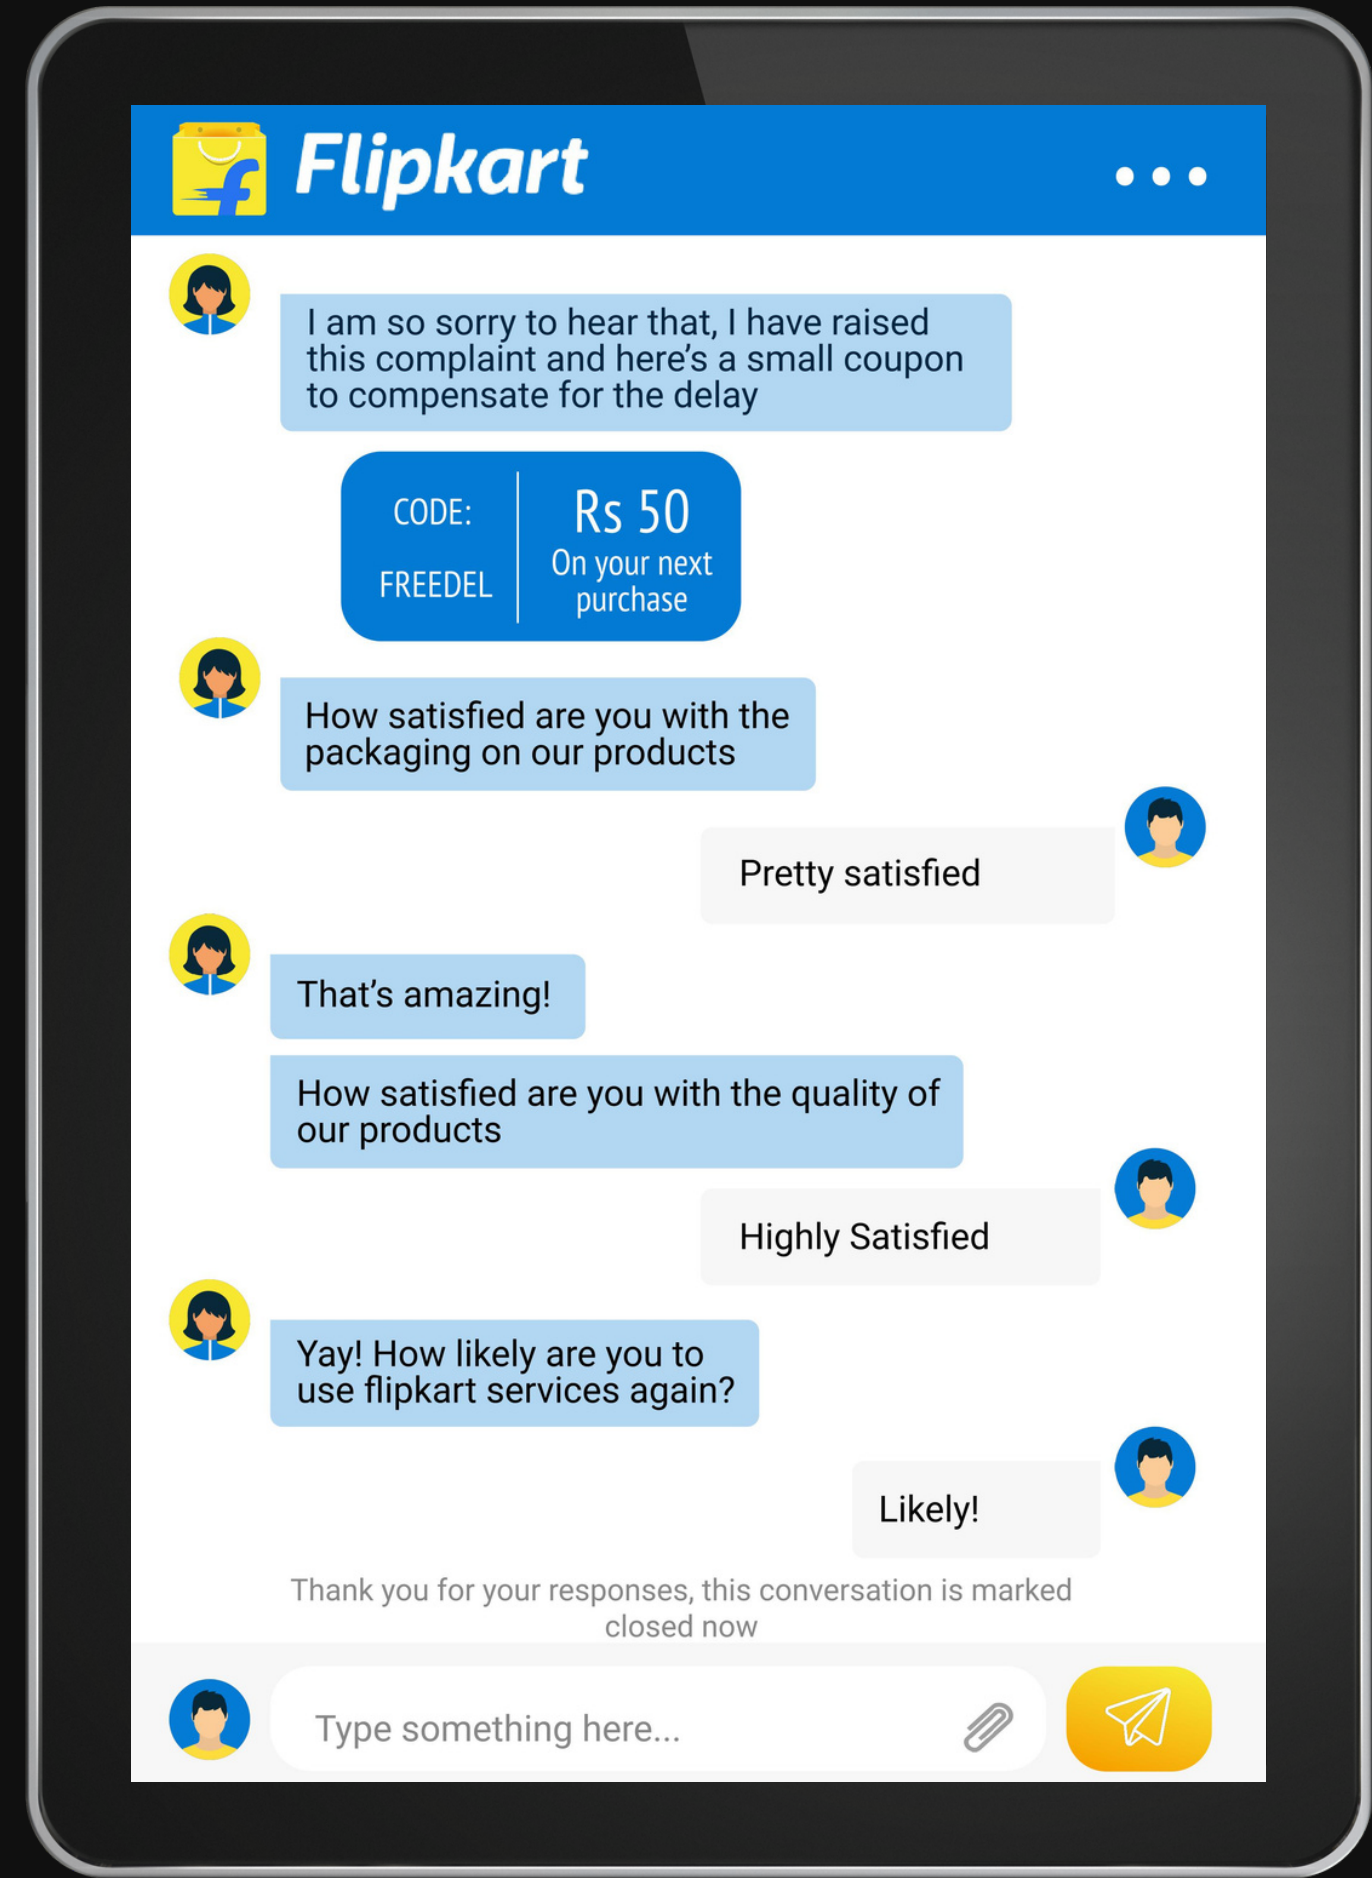 Flipkart
I am so sorry to hear that, I have raised
this complaint and here's a small coupon
to compensate for the delay
CODE:
FREEDEL
Rs 50
On your next
purchase
How satisfied are you with the
packaging on our products
Pretty satisfied
That's amazing!
How satisfied are you with the quality of
our products
Highly Satisfied
Yay! How likely are you to
use flipkart services again?
Likely!
Thank you for your responses, this conversation is marked
closed now
Type something here...